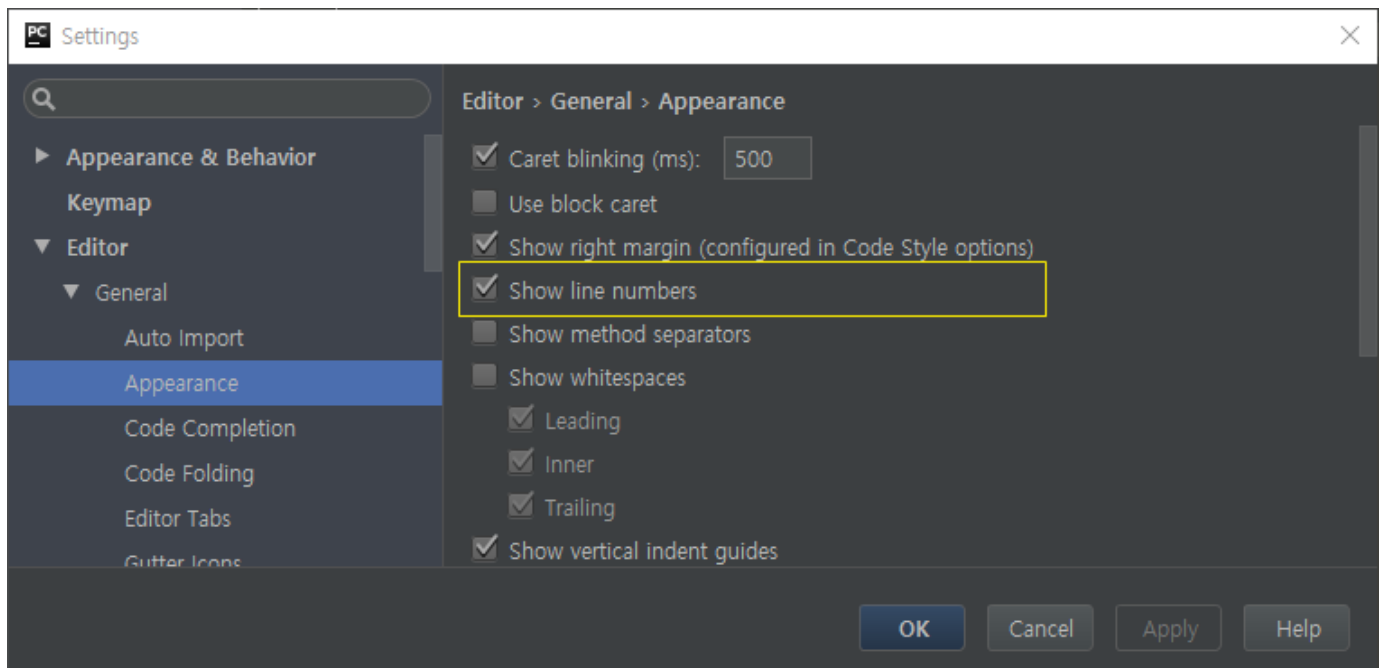 PC Settings
Appearance & Behavior
Keymap
Editor
General
Auto Import
Appearance
Code Completion
Code Folding
Editor Tabs
Gutter Icons
Editor › General › Appearance
Caret blinking (ms): 500
Use block caret
Show right margin (configured in Code Style options)
Show line numbers
Show method separators
Show whitespaces
Leading
Inner
Trailing
Show vertical indent guides
OK
Cancel
Apply
Help